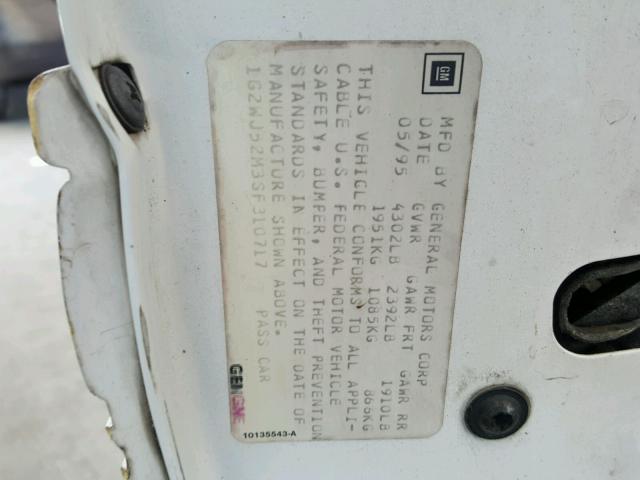 GM
MFD BY GENERAL MOTORS CORP
DATE GVWR GAWR FRT GAWR RR
05/95 4302LB 2392LB 1910LB
1951KG 1085KG 866KG
THIS VEHICLE CONFORMS TO ALL APPLI-
CABLE U.S. FEDERAL MOTOR VEHICLE
SAFETY, BUMPER, AND THEFT PREVENTION
STANDARDS IN EFFECT ON THE DATE OF
MANUFACTURE SHOWN ABOVE.
1G2WJ52M3SF310717 PASS CAR
10135543-A